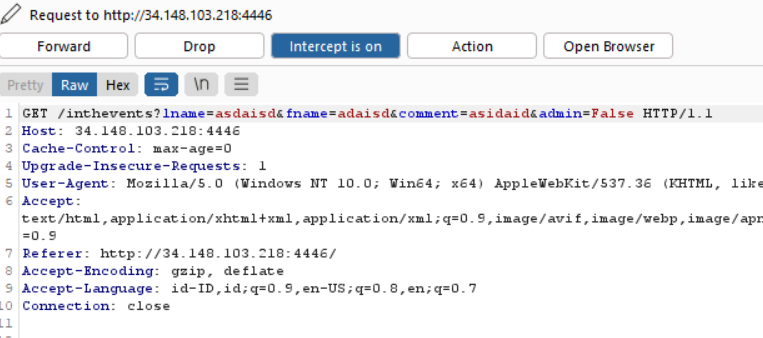 Request to http://34.148.103.218:4446
Forward Drop Intercept is on Action Open Browser
Pretty Raw Hex \n
1 GET /inthevents?lname=asdaisd&fname=adaisd&comment=asidaid&admin=False HTTP/1.1
2 Host: 34.148.103.218:4446
3 Cache-Control: max-age=0
4 Upgrade-Insecure-Requests: 1
5 User-Agent: Mozilla/5.0 (Windows NT 10.0; Win64; x64) AppleWebKit/537.36 (KHTML, like
6 Accept:
text/html,application/xhtml+xml,application/xml;q=0.9,image/avif,image/webp,image/apn
=0.9
7 Referer: http://34.148.103.218:4446/
8 Accept-Encoding: gzip, deflate
9 Accept-Language: id-ID,id;q=0.9,en-US;q=0.8,en;q=0.7
10 Connection: close
11